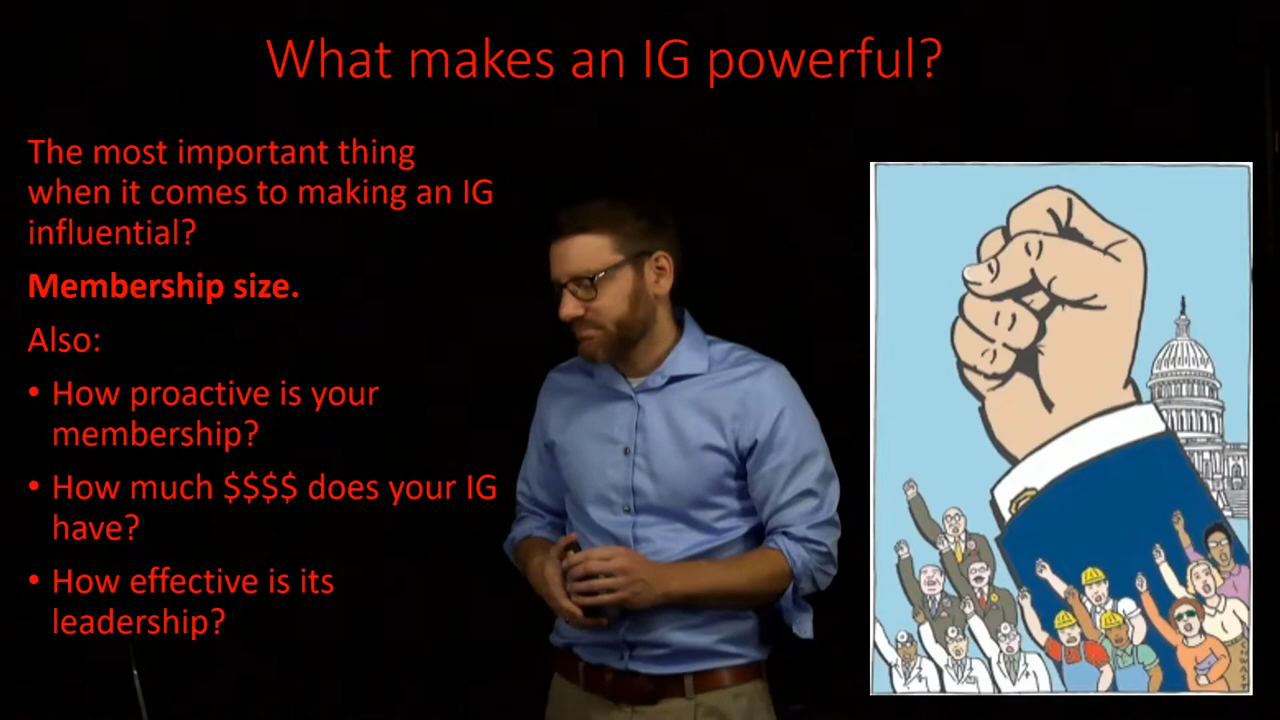 What makes an IG powerful?
The most important thing
when it comes to making an IG
influential?
Membership size.
Also:
• How proactive is your
membership?
• How much $$$$ does your IG
have?
• How effective is its
leadership?